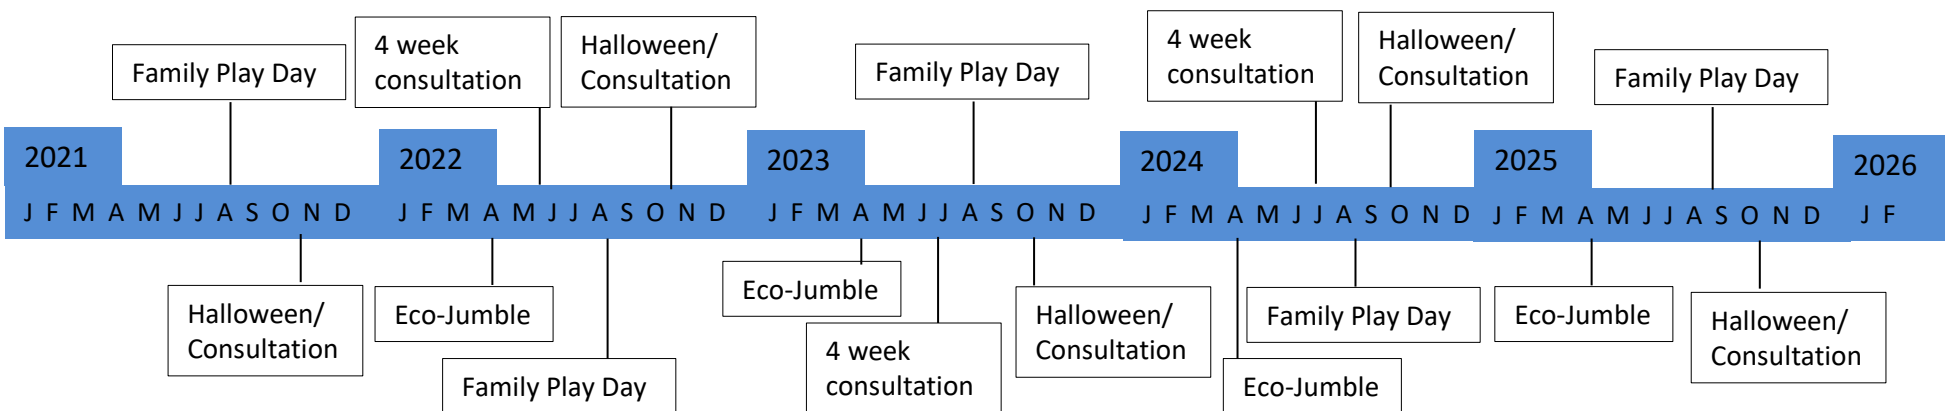 4 week
consultation
Halloween/
Consultation
4 week
consultation
Halloween/
Consultation
Family Play Day
Family Play Day
Family Play Day
2021
2022
2023
2024
2025
2026
J F M A M J J A S O N D
J F M A M J J A S O N D
J F M A M J J A S O N D
J F M A M J J A S O N D
J F M A M J J A S O N D
J F
Halloween/
Consultation
Eco-Jumble
Family Play Day
Eco-Jumble
4 week
consultation
Halloween/
Consultation
Family Play Day
Eco-Jumble
Eco-Jumble
Halloween/
Consultation